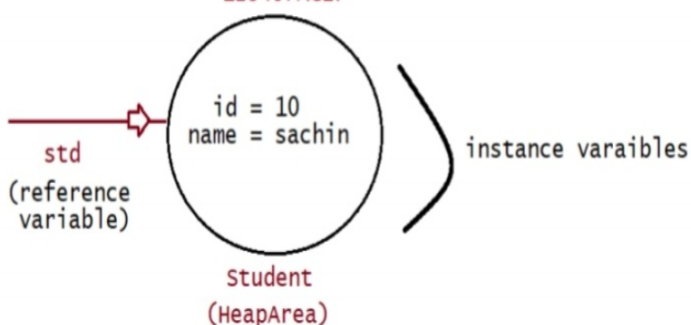 id = 10
name = sachin
std
(reference
variable)
instance varaibles
Student
(HeapArea)